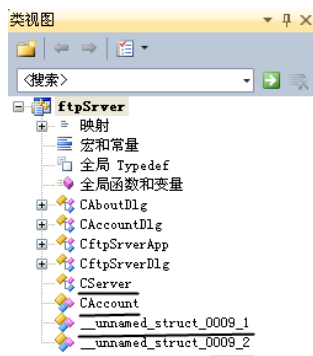 类视图
<搜索>
ftpSrver
映射
宏和常量
全局 Typedef
全局函数和变量
CAboutDlg
CAccountDlg
CftpSrverApp
CftpSrverDlg
CServer
CAccount
__unnamed_struct_0009_1
__unnamed_struct_0009_2